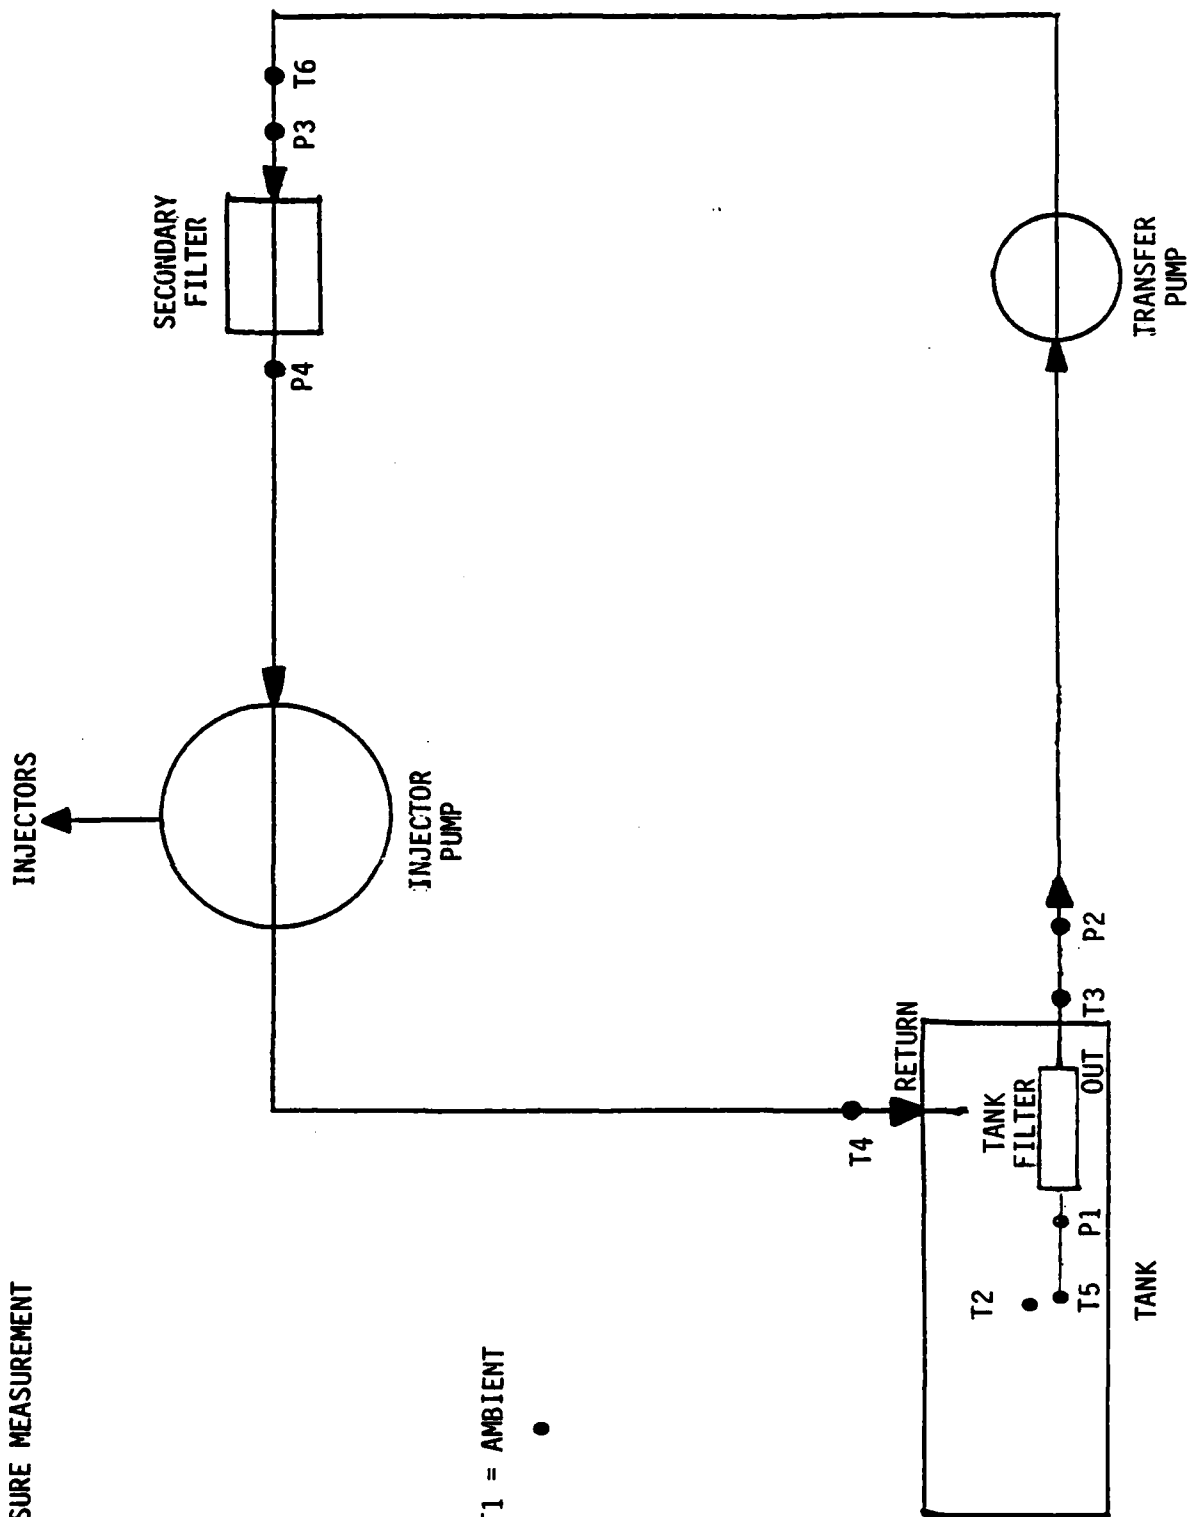 SURE MEASUREMENT
T1 = AMBIENT
INJECTORS
INJECTOR
PUMP
SECONDARY
FILTER
P4
P3
T6
T4
RETURN
TANK
FILTER
OUT
T2
T5
P1
T3
P2
TANK
TRANSFER
PUMP